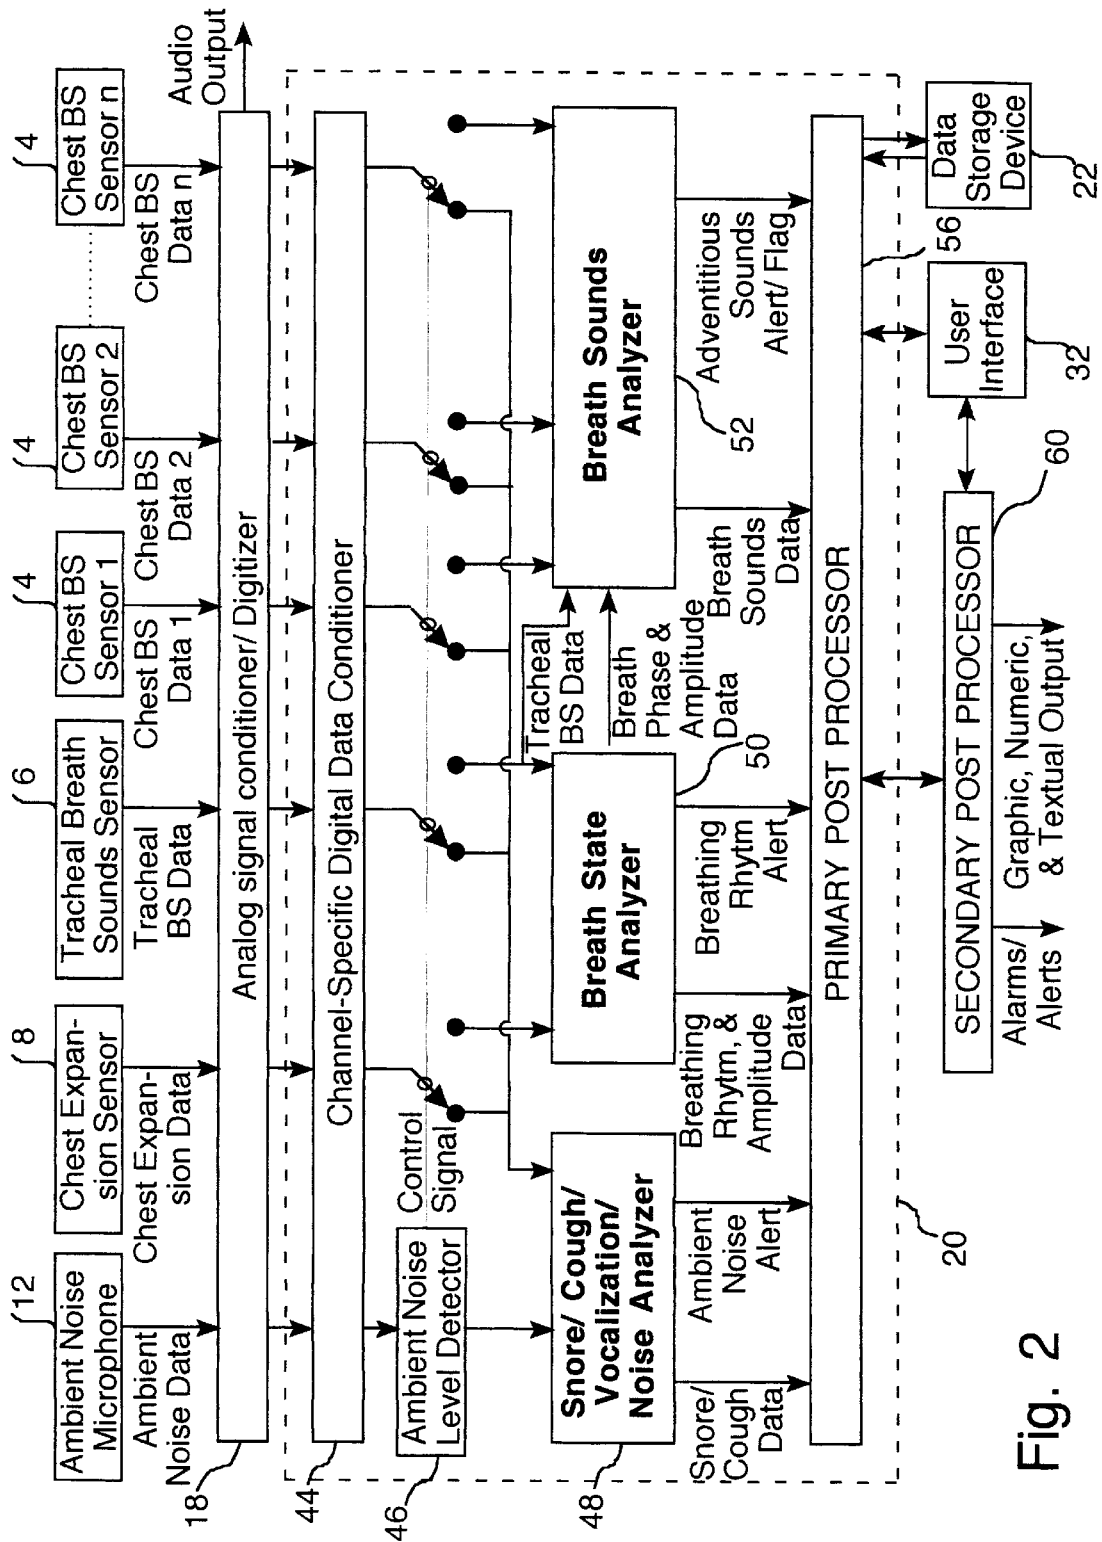 12
Ambient Noise
Microphone
8
Chest Expan-
sion Sensor
6
Tracheal Breath
Sounds Sensor
4
Chest BS
Sensor 1
4
Chest BS
Sensor 2
4
Chest BS
Sensor n
Ambient
Noise Data
Chest Expan-
sion Data
Tracheal
BS Data
Chest BS
Data 1
Chest BS
Data 2
Chest BS
Data n
Audio
Output
18
Analog signal conditioner/ Digitizer
44
Channel-Specific Digital Data Conditioner
46
Ambient Noise
Level Detector
Control
Signal
48
Snore/ Cough/
Vocalization/
Noise Analyzer
Breath State
Analyzer
50
Tracheal
BS Data
Breath
Phase &
Amplitude
Data
Breath Sounds
Analyzer
52
Snore/
Cough Data
Ambient
Noise
Alert
Breathing
Rhytm, &
Amplitude
Data
Breathing
Rhytm
Alert
Breath
Sounds
Data
Adventitious
Sounds
Alert/ Flag
PRIMARY POST PROCESSOR
56
20
SECONDARY POST PROCESSOR
60
User
Interface
32
Data
Storage
Device
22
Alarms/
Alerts
Graphic, Numeric,
& Textual Output
Fig. 2